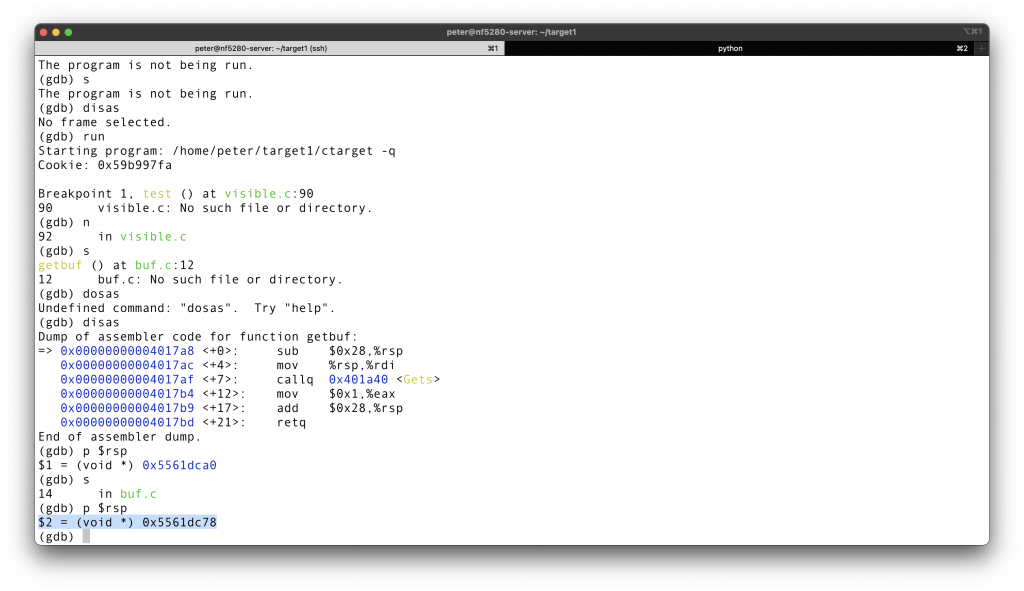 peter@nf5280-server: ~/target1
⌥⌘1
peter@nf5280-server: ~/target1 (ssh) ⌘1 python ⌘2 +
The program is not being run.
(gdb) s
The program is not being run.
(gdb) disas
No frame selected.
(gdb) run
Starting program: /home/peter/target1/ctarget -q
Cookie: 0x59b997fa
Breakpoint 1, test () at visible.c:90
90      visible.c: No such file or directory.
(gdb) n
92      in visible.c
(gdb) s
getbuf () at buf.c:12
12      buf.c: No such file or directory.
(gdb) dosas
Undefined command: "dosas".  Try "help".
(gdb) disas
Dump of assembler code for function getbuf:
=> 0x00000000004017a8 <+0>:     sub    $0x28,%rsp
   0x00000000004017ac <+4>:     mov    %rsp,%rdi
   0x00000000004017af <+7>:     callq  0x401a40 <Gets>
   0x00000000004017b4 <+12>:    mov    $0x1,%eax
   0x00000000004017b9 <+17>:    add    $0x28,%rsp
   0x00000000004017bd <+21>:    retq
End of assembler dump.
(gdb) p $rsp
$1 = (void *) 0x5561dca0
(gdb) s
14      in buf.c
(gdb) p $rsp
$2 = (void *) 0x5561dc78
(gdb)